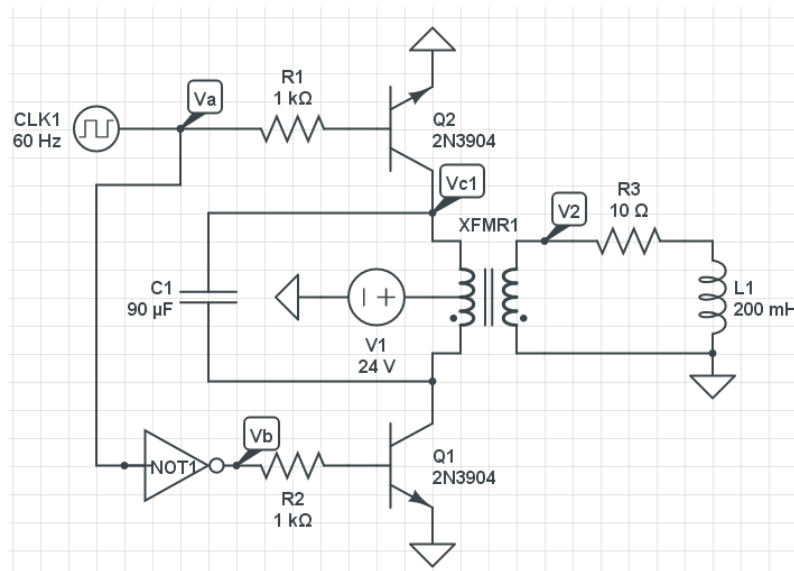 R1
1 kΩ
Va
CLK1
60 Hz
Q2
2N3904
Vc1
XFMR1
V2
R3
10 Ω
C1
90 μF
V1
24 V
L1
200 mH
Vb
NOT1
R2
1 kΩ
Q1
2N3904